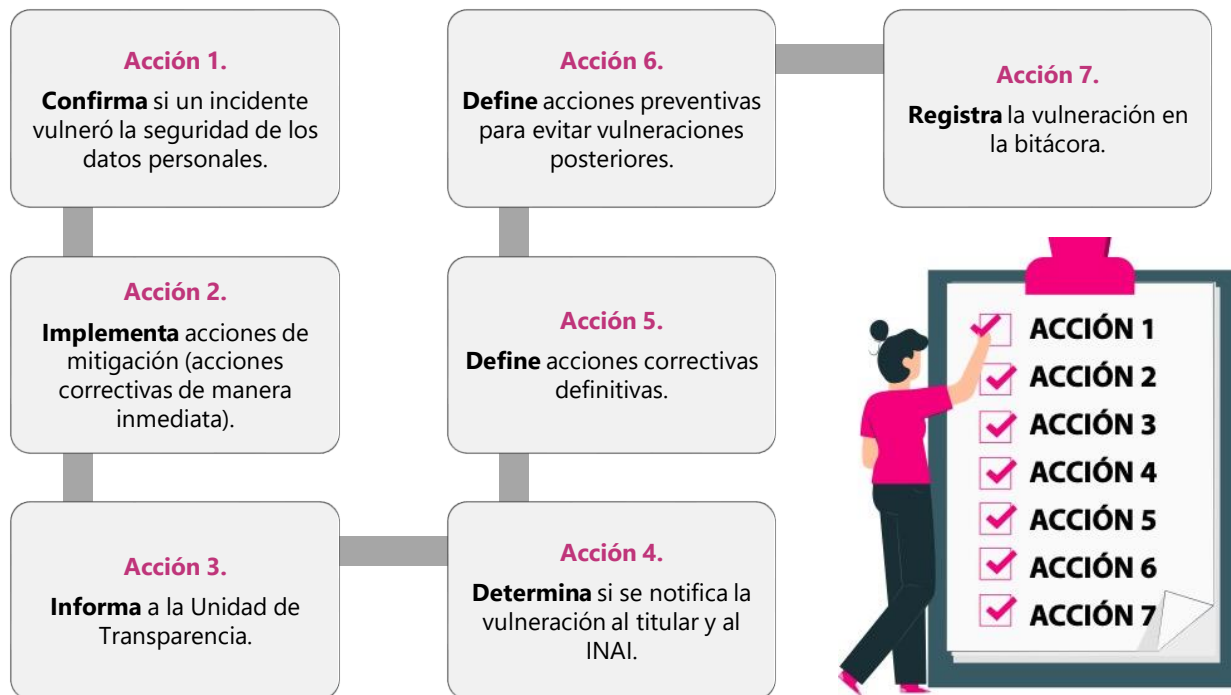 Acción 1.
Confirma si un incidente
vulneró la seguridad de los
datos personales.
Acción 2.
Implementa acciones de
mitigación (acciones
correctivas de manera
inmediata).
Acción 3.
Informa a la Unidad de
Transparencia.
Acción 4.
Determina si se notifica la
vulneración al titular y al
INAI.
Acción 5.
Define acciones correctivas
definitivas.
Acción 6.
Define acciones preventivas
para evitar vulneraciones
posteriores.
Acción 7.
Registra la vulneración en
la bitácora.
ACCIÓN 1
ACCIÓN 2
ACCIÓN 3
ACCIÓN 4
ACCIÓN 5
ACCIÓN 6
ACCIÓN 7